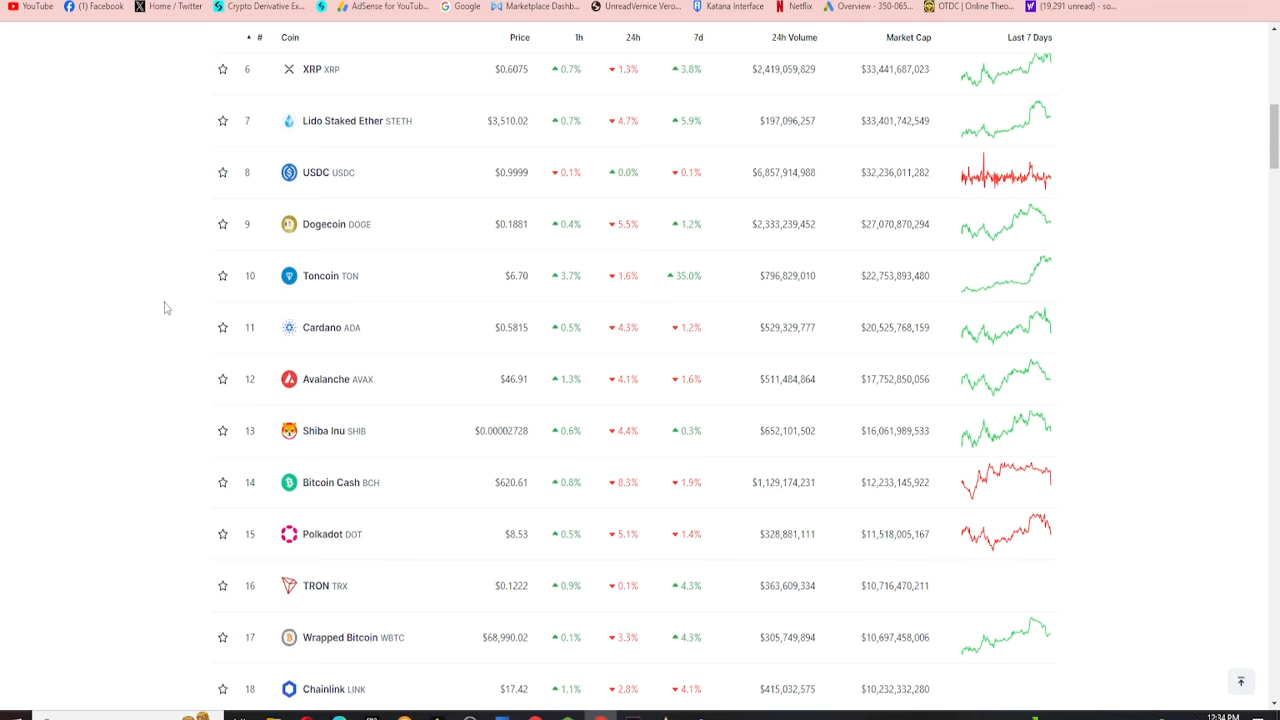 YouTube (1) Facebook Home / Twitter Crypto Derivative Ex... AdSense for YouTub... Google Marketplace Dashb... UnreadVernice Vero... Katana Interface Netflix Overview - 350-065... OTDC | Online Theo... (19,291 unread) - so...
# Coin Price 1h 24h 7d 24h Volume Market Cap Last 7 Days
6 XRP XRP $0.6075 0.7% 1.3% 3.8% $2,419,059,829 $33,441,687,023
7 Lido Staked Ether STETH $3,510.02 0.7% 4.7% 5.9% $197,096,257 $33,401,742,549
8 USDC USDC $0.9999 0.1% 0.0% 0.1% $6,857,914,988 $32,236,011,282
9 Dogecoin DOGE $0.1881 0.4% 5.5% 1.2% $2,333,239,452 $27,070,870,294
10 Toncoin TON $6.70 3.7% 1.6% 35.0% $796,829,010 $22,753,893,480
11 Cardano ADA $0.5815 0.5% 4.3% 1.2% $529,329,777 $20,525,768,159
12 Avalanche AVAX $46.91 1.3% 4.1% 1.6% $511,484,864 $17,752,850,056
13 Shiba Inu SHIB $0.00002728 0.6% 4.4% 0.3% $652,101,502 $16,061,989,533
14 Bitcoin Cash BCH $620.61 0.8% 8.3% 1.9% $1,129,174,231 $12,233,145,922
15 Polkadot DOT $8.53 0.5% 5.1% 1.4% $328,881,111 $11,518,005,167
16 TRON TRX $0.1222 0.9% 0.1% 4.3% $363,609,334 $10,716,470,211
17 Wrapped Bitcoin WBTC $68,990.02 0.1% 3.3% 4.3% $305,749,894 $10,697,458,006
18 Chainlink LINK $17.42 1.1% 2.8% 4.1% $415,032,575 $10,232,332,280
12:34 PM